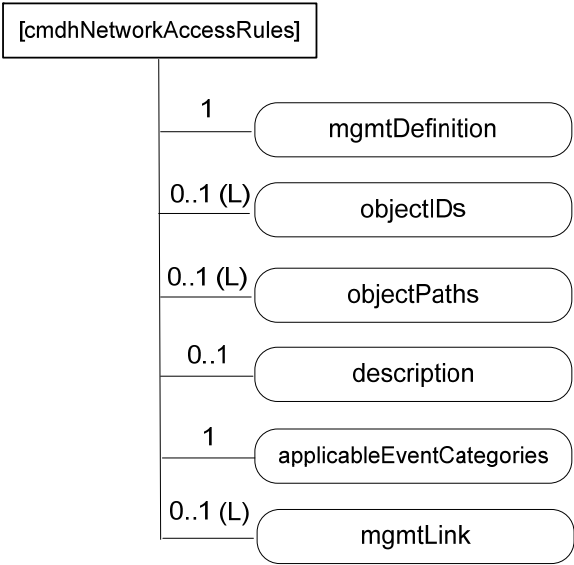 [cmdhNetworkAccessRules]
1
mgmtDefinition
0..1 (L)
objectIDs
0..1 (L)
objectPaths
0..1
description
1
applicableEventCategories
0..1 (L)
mgmtLink